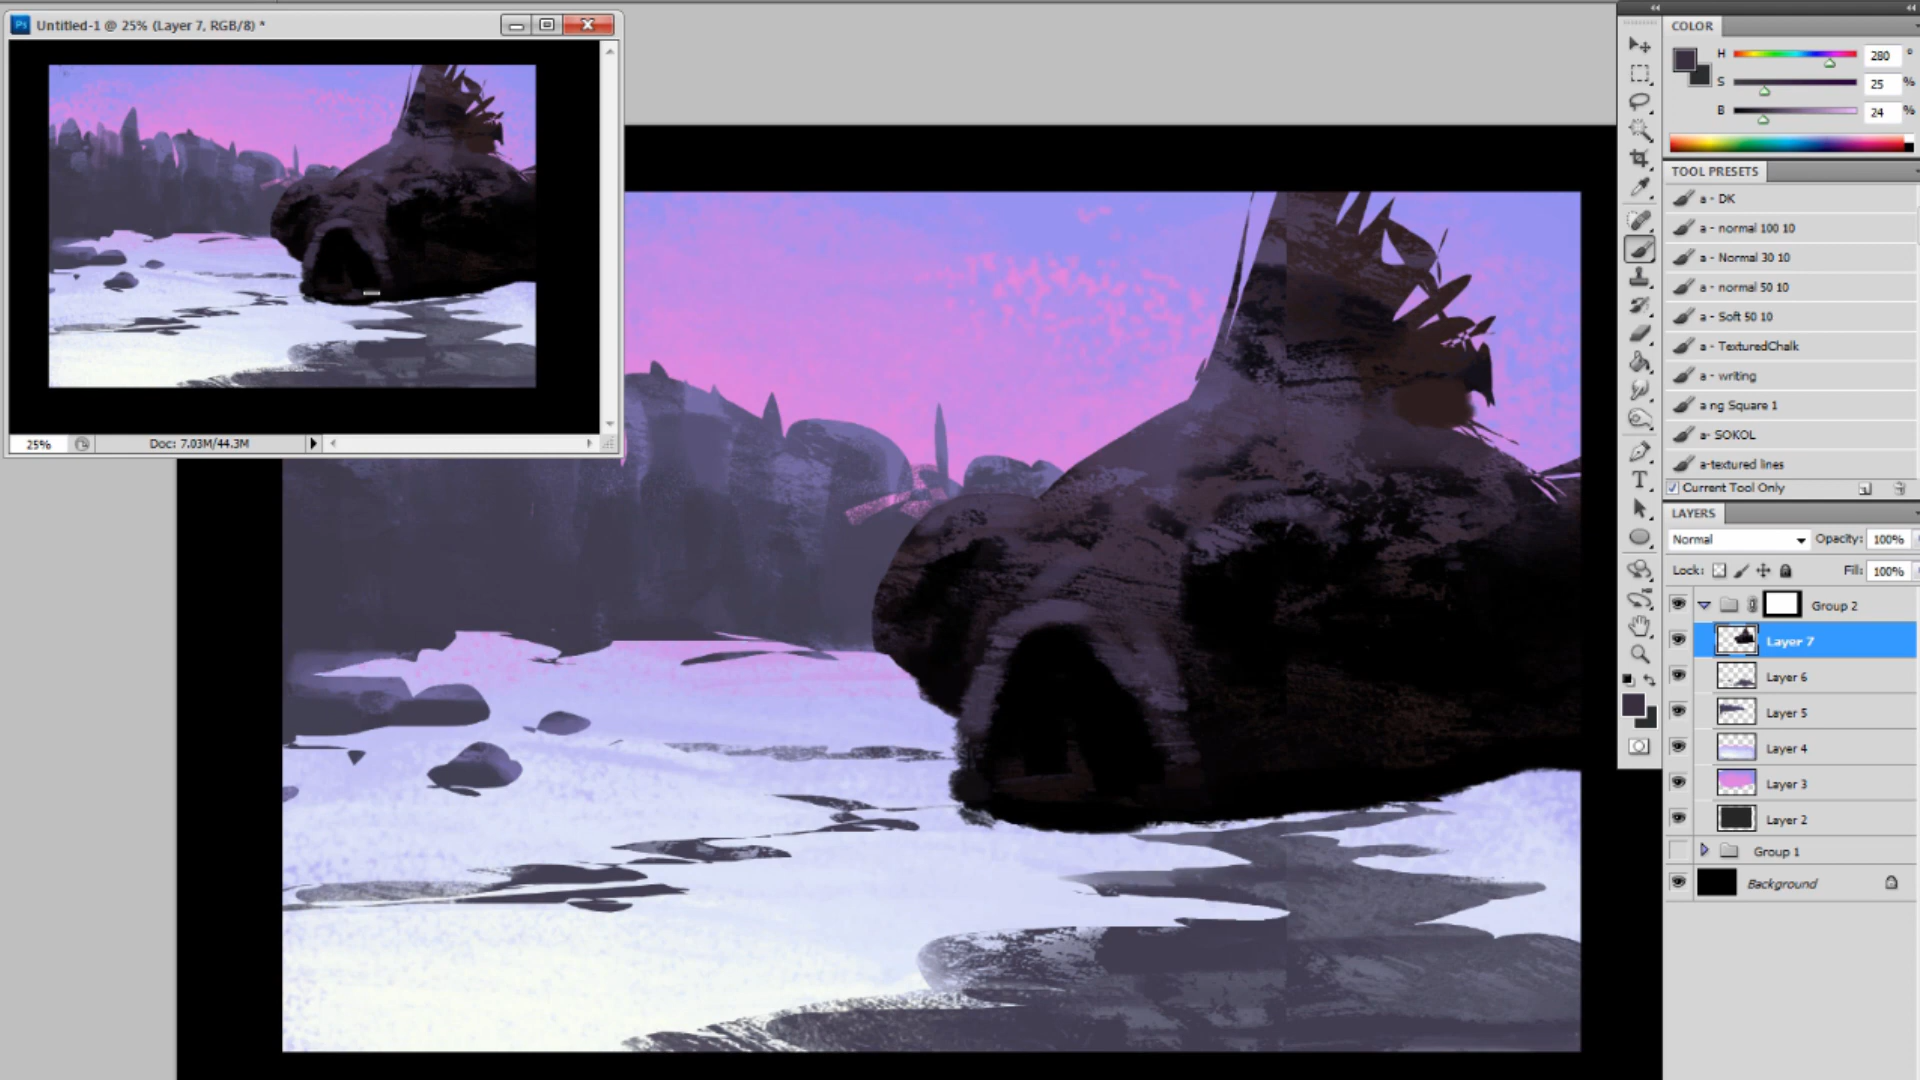 Ps Untitled-1 @ 25% (Layer 7, RGB/8) *
25% Doc: 7.03M/44.3M
COLOR
H 280 °
S 25 %
B 24 %
TOOL PRESETS
a - DK
a - normal 100 10
a - Normal 30 10
a - normal 50 10
a - Soft 50 10
a - TexturedChalk
a - writing
a ng Square 1
a- SOKOL
a-textured lines
Current Tool Only
LAYERS
Normal Opacity: 100%
Lock: Fill: 100%
Group 2
Layer 7
Layer 6
Layer 5
Layer 4
Layer 3
Layer 2
Group 1
Background
T